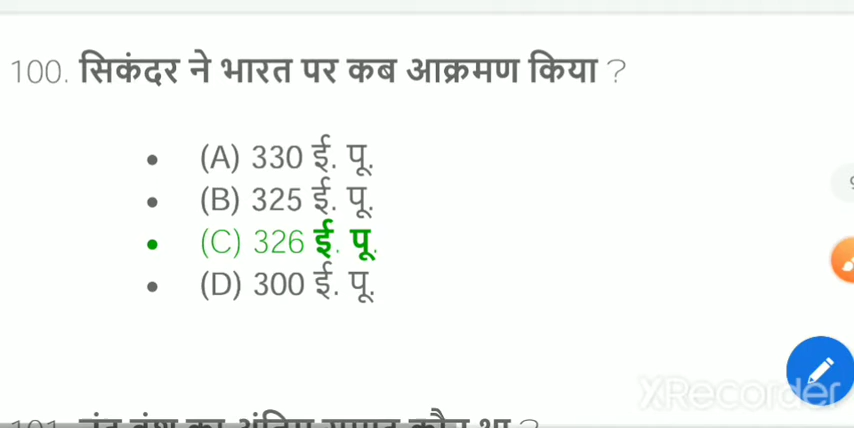 100. सिकंदर ने भारत पर कब आक्रमण किया ?
(A) 330 ई. पू.
(B) 325 ई. पू.
(C) 326 ई. पू.
(D) 300 ई. पू.
XRecorder